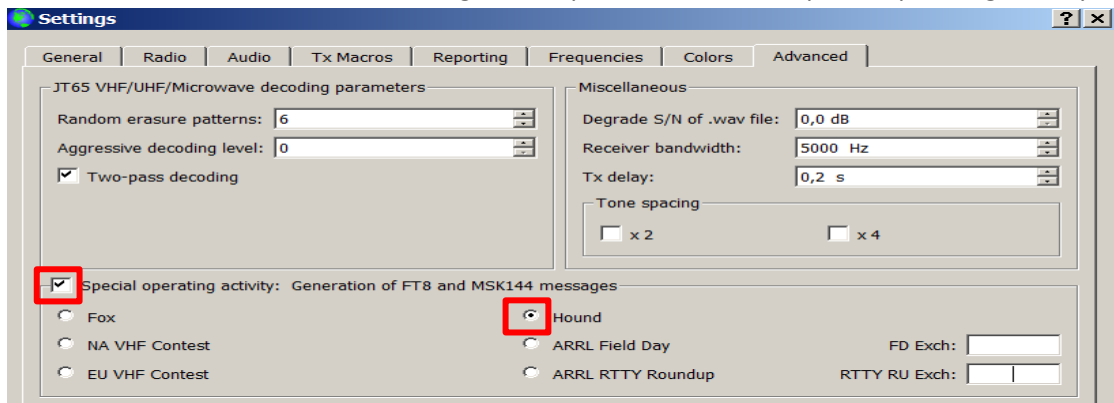 Settings
General Radio Audio Tx Macros Reporting Frequencies Colors Advanced
JT65 VHF/UHF/Microwave decoding parameters
Random erasure patterns: 6
Aggressive decoding level: 0
Two-pass decoding
Miscellaneous
Degrade S/N of .wav file: 0,0 dB
Receiver bandwidth: 5000 Hz
Tx delay: 0,2 s
Tone spacing
x 2 x 4
Special operating activity: Generation of FT8 and MSK144 messages
Fox Hound
NA VHF Contest ARRL Field Day FD Exch:
EU VHF Contest ARRL RTTY Roundup RTTY RU Exch: